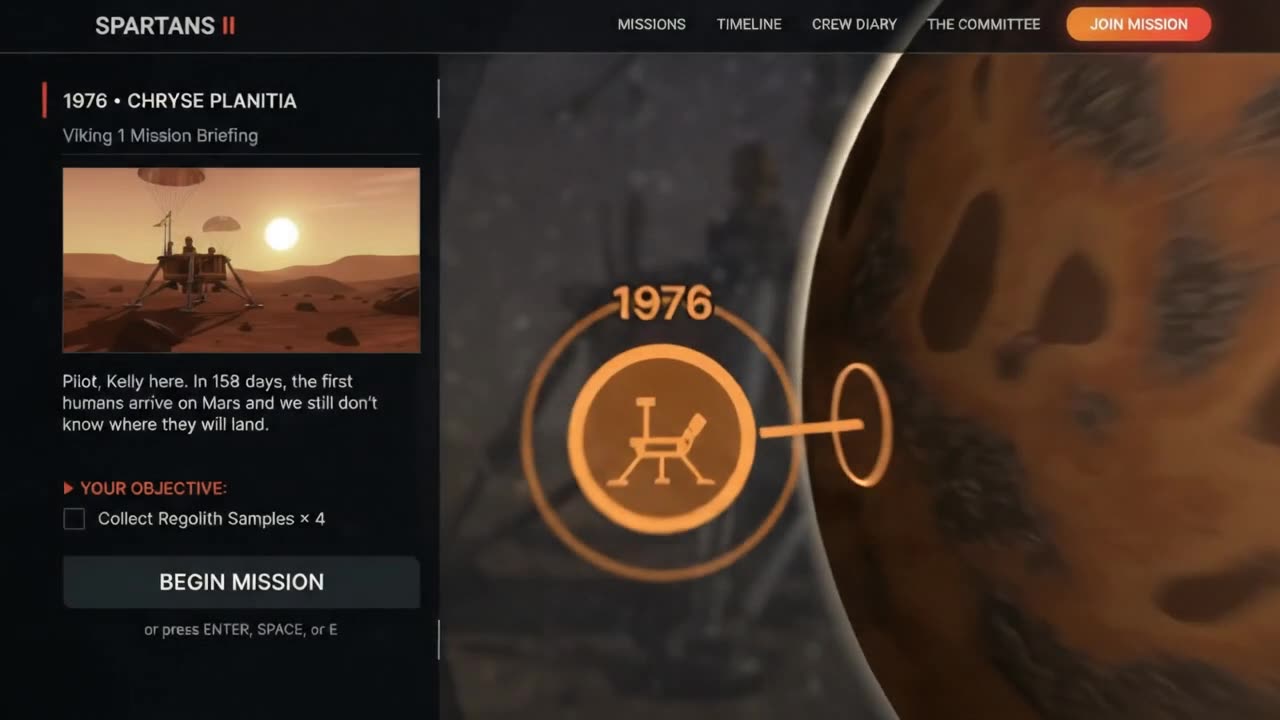 SPARTANS II
MISSIONS
TIMELINE
CREW DIARY
THE COMMITTEE
JOIN MISSION
1976 • CHRYSE PLANITIA
Viking 1 Mission Briefing
Pilot, Kelly here. In 158 days, the first
humans arrive on Mars and we still don't
know where they will land.
▶ YOUR OBJECTIVE:
Collect Regolith Samples × 4
BEGIN MISSION
or press ENTER, SPACE, or E
1976